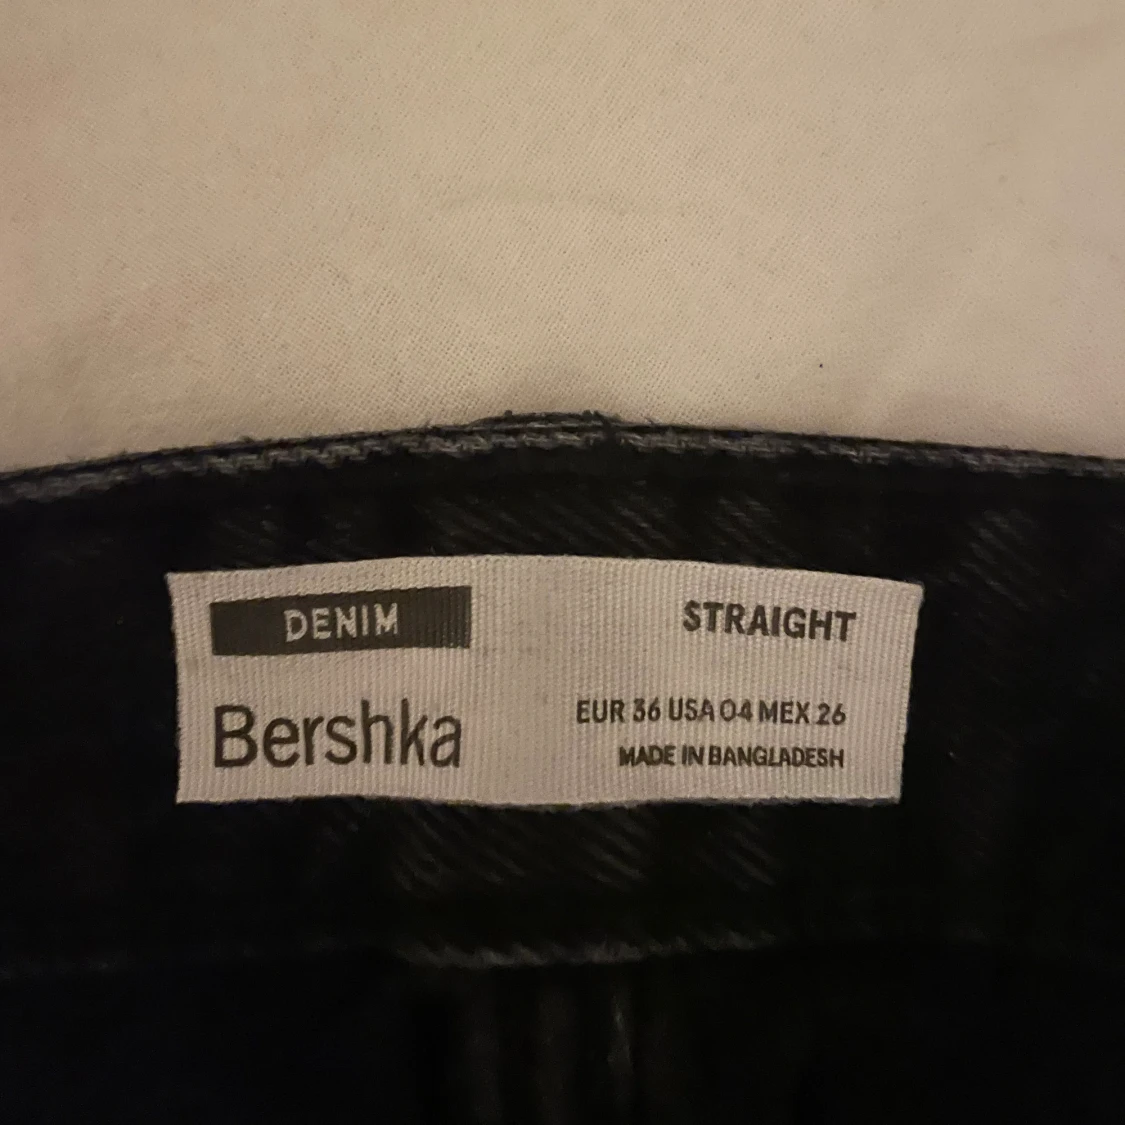 DENIM
Bershka
STRAIGHT
EUR 36 USA 04 MEX 26
MADE IN BANGLADESH